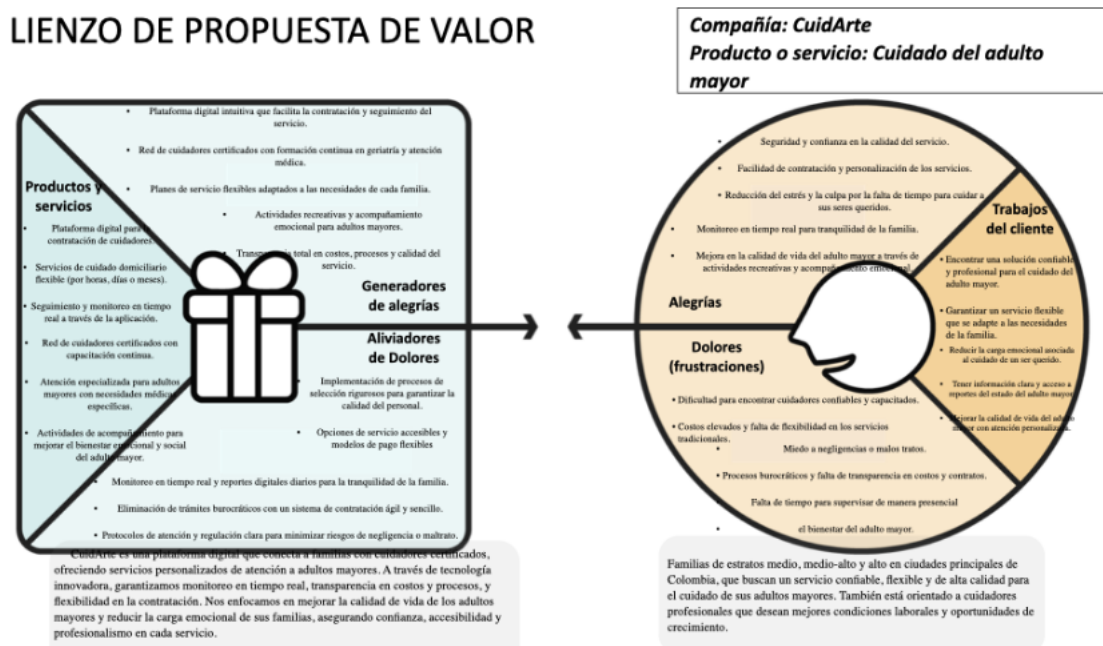 LIENZO DE PROPUESTA DE VALOR
Compañía: CuidArte
Producto o servicio: Cuidado del adulto
mayor
• Plataforma digital intuitiva que facilita la contratación y seguimiento del
servicio.
• Red de cuidadores certificados con formación continua en geriatría y atención
médica.
• Planes de servicio flexibles adaptados a las necesidades de cada familia.
• Actividades recreativas y acompañamiento
emocional para adultos mayores.
• Transparencia total en costos, procesos y calidad del
servicio.
Generadores
de alegrías
Productos y
servicios
• Plataforma digital para la
contratación de cuidadores.
• Servicios de cuidado domiciliario
flexible (por horas, días o meses).
• Seguimiento y monitoreo en tiempo
real a través de la aplicación.
• Red de cuidadores certificados con
capacitación continua.
• Atención especializada para adultos
mayores con necesidades médicas
específicas.
• Actividades de acompañamiento para
mejorar el bienestar emocional y social
del adulto mayor.
Aliviadores
de Dolores
• Implementación de procesos de
selección rigurosos para garantizar la
calidad del personal.
• Opciones de servicio accesibles y
modelos de pago flexibles
• Monitoreo en tiempo real y reportes digitales diarios para la tranquilidad de la familia.
• Eliminación de trámites burocráticos con un sistema de contratación ágil y sencillo.
• Protocolos de atención y regulación clara para minimizar riesgos de negligencia o maltrato.
CuidArte es una plataforma digital que conecta a familias con cuidadores certificados,
ofreciendo servicios personalizados de atención a adultos mayores. A través de tecnología
innovadora, garantizamos monitoreo en tiempo real, transparencia en costos y procesos, y
flexibilidad en la contratación. Nos enfocamos en mejorar la calidad de vida de los adultos
mayores y reducir la carga emocional de sus familias, asegurando confianza, accesibilidad y
profesionalismo en cada servicio.
• Seguridad y confianza en la calidad del servicio.
• Facilidad de contratación y personalización de los servicios.
• Reducción del estrés y la culpa por la falta de tiempo para cuidar a
sus seres queridos.
• Monitoreo en tiempo real para tranquilidad de la familia.
• Mejora en la calidad de vida del adulto mayor a través de
actividades recreativas y acompañamiento emocional.
Alegrías
Trabajos
del cliente
• Encontrar una solución confiable
y profesional para el cuidado del
adulto mayor.
• Garantizar un servicio flexible
que se adapte a las necesidades
de la familia.
• Reducir la carga emocional asociada
al cuidado de un ser querido.
• Tener información clara y acceso a
reportes del estado del adulto mayor
• Mejorar la calidad de vida del adulto
mayor con atención personalizada.
Dolores
(frustraciones)
• Dificultad para encontrar cuidadores confiables y capacitados.
• Costos elevados y falta de flexibilidad en los servicios
tradicionales.
• Miedo a negligencias o malos tratos.
• Procesos burocráticos y falta de transparencia en costos y contratos.
• Falta de tiempo para supervisar de manera presencial
• el bienestar del adulto mayor.
Familias de estratos medio, medio-alto y alto en ciudades principales de
Colombia, que buscan un servicio confiable, flexible y de alta calidad para
el cuidado de sus adultos mayores. También está orientado a cuidadores
profesionales que desean mejores condiciones laborales y oportunidades de
crecimiento.